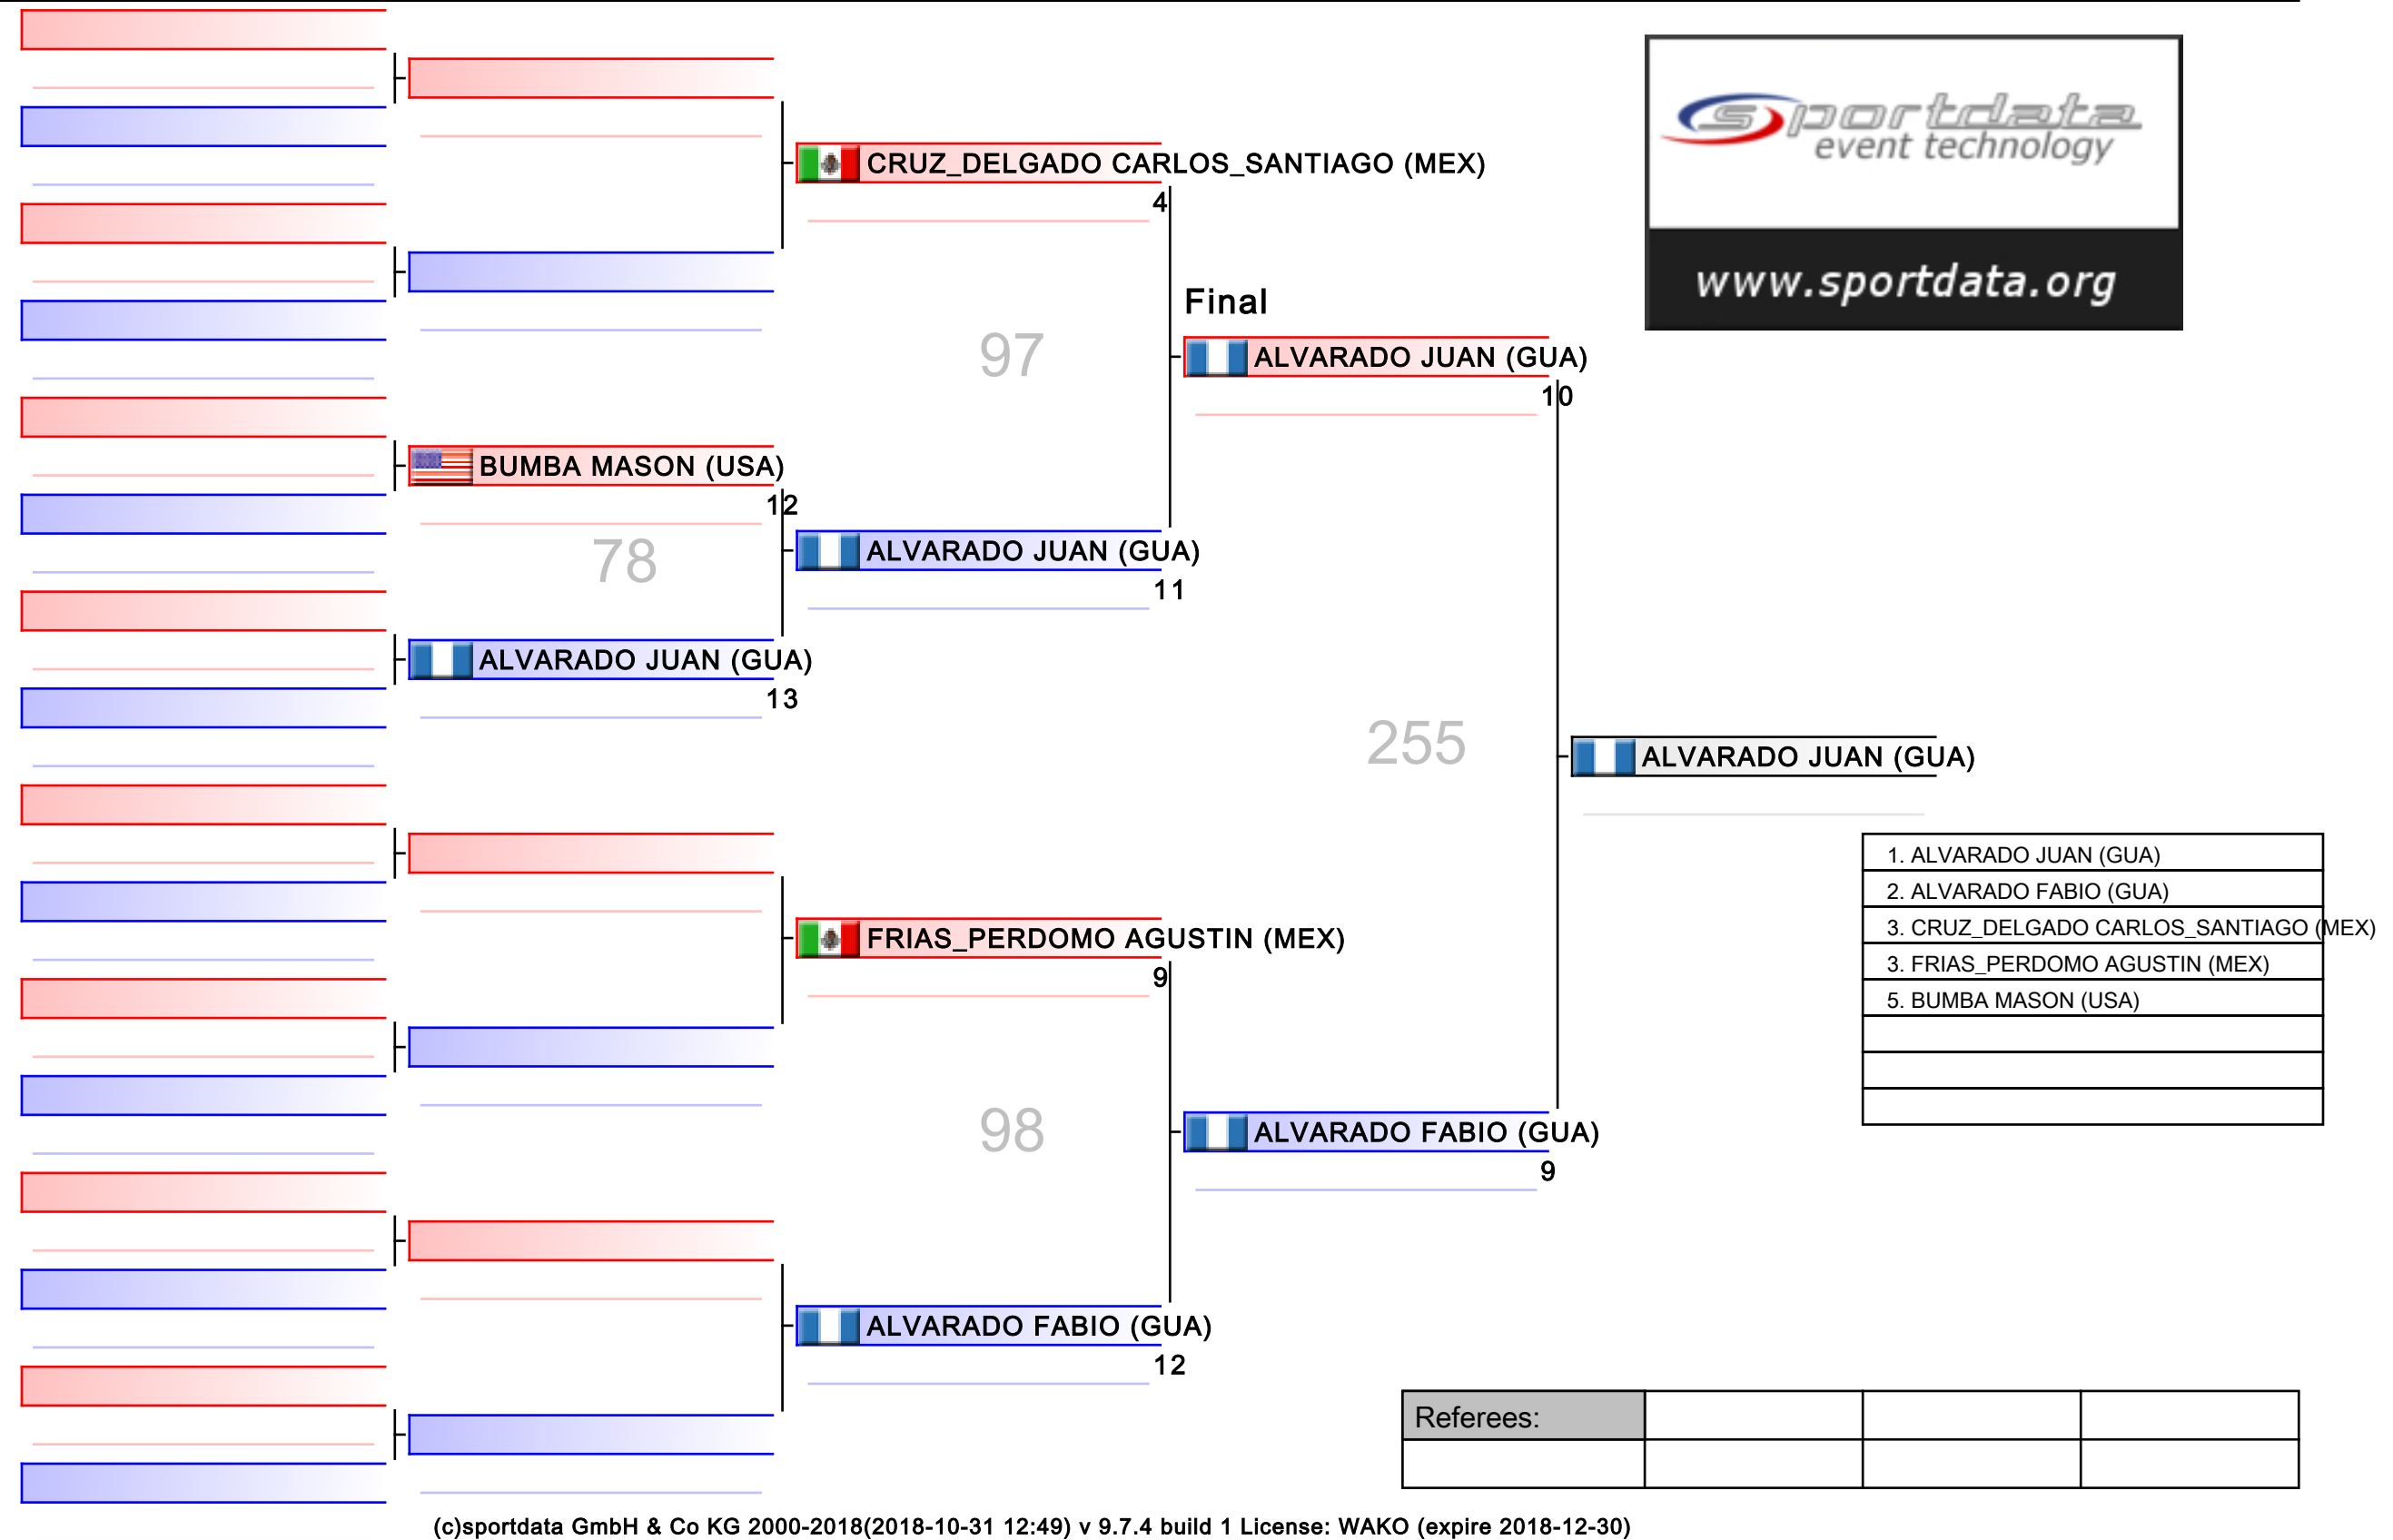 sportdata
event technology
www.sportdata.org
CRUZ_DELGADO CARLOS_SANTIAGO (MEX)
4
97
Final
ALVARADO JUAN (GUA)
10
BUMBA MASON (USA)
12
78
ALVARADO JUAN (GUA)
11
ALVARADO JUAN (GUA)
13
255
ALVARADO JUAN (GUA)
1. ALVARADO JUAN (GUA)
2. ALVARADO FABIO (GUA)
3. CRUZ_DELGADO CARLOS_SANTIAGO (MEX)
3. FRIAS_PERDOMO AGUSTIN (MEX)
5. BUMBA MASON (USA)
FRIAS_PERDOMO AGUSTIN (MEX)
9
98
ALVARADO FABIO (GUA)
9
ALVARADO FABIO (GUA)
12
Referees:
(c)sportdata GmbH & Co KG 2000-2018(2018-10-31 12:49) v 9.7.4 build 1 License: WAKO (expire 2018-12-30)